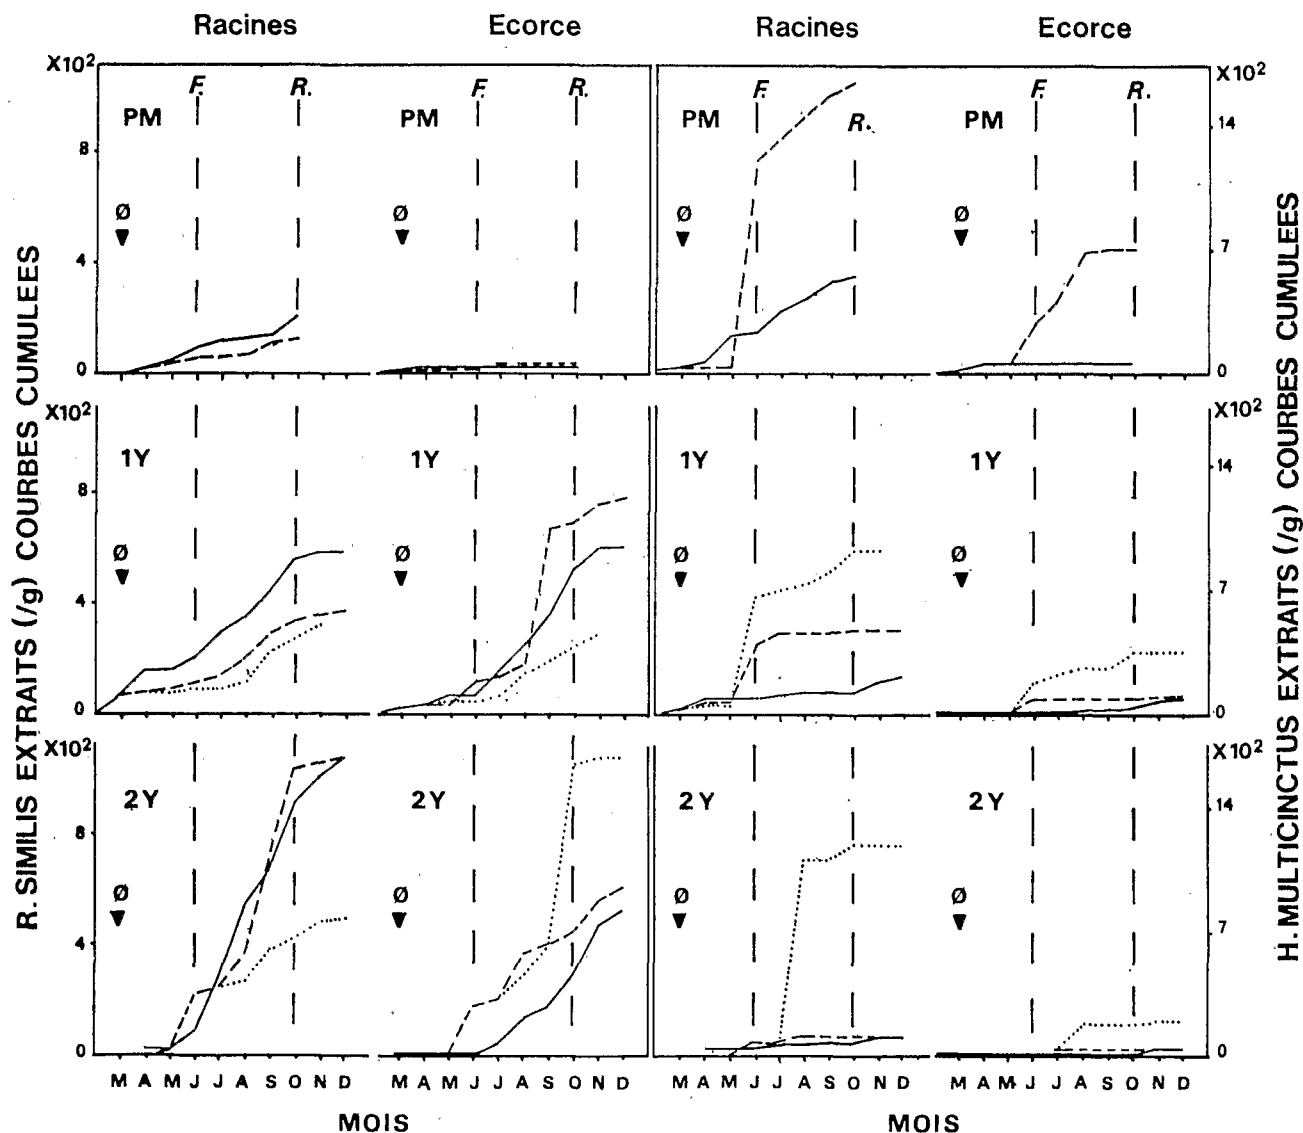 Racines Ecorce Racines Ecorce
X10² F. R. F. R. F. R. F. R. X10²
PM PM PM PM
8 14
Ø Ø Ø Ø
4 7
0 0
X10² X10²
1Y 1Y 1Y 1Y
8 14
Ø Ø Ø Ø
4 7
0 0
X10² X10²
2Y 2Y 2Y 2Y
8 14
Ø Ø Ø Ø
4 7
0 0
M A M J J A S O N D M A M J J A S O N D M A M J J A S O N D M A M J J A S O N D
MOIS MOIS
R. SIMILIS EXTRAITS (/g) COURBES CUMULEES
H. MULTICINCTUS EXTRAITS (/g) COURBES CUMULEES